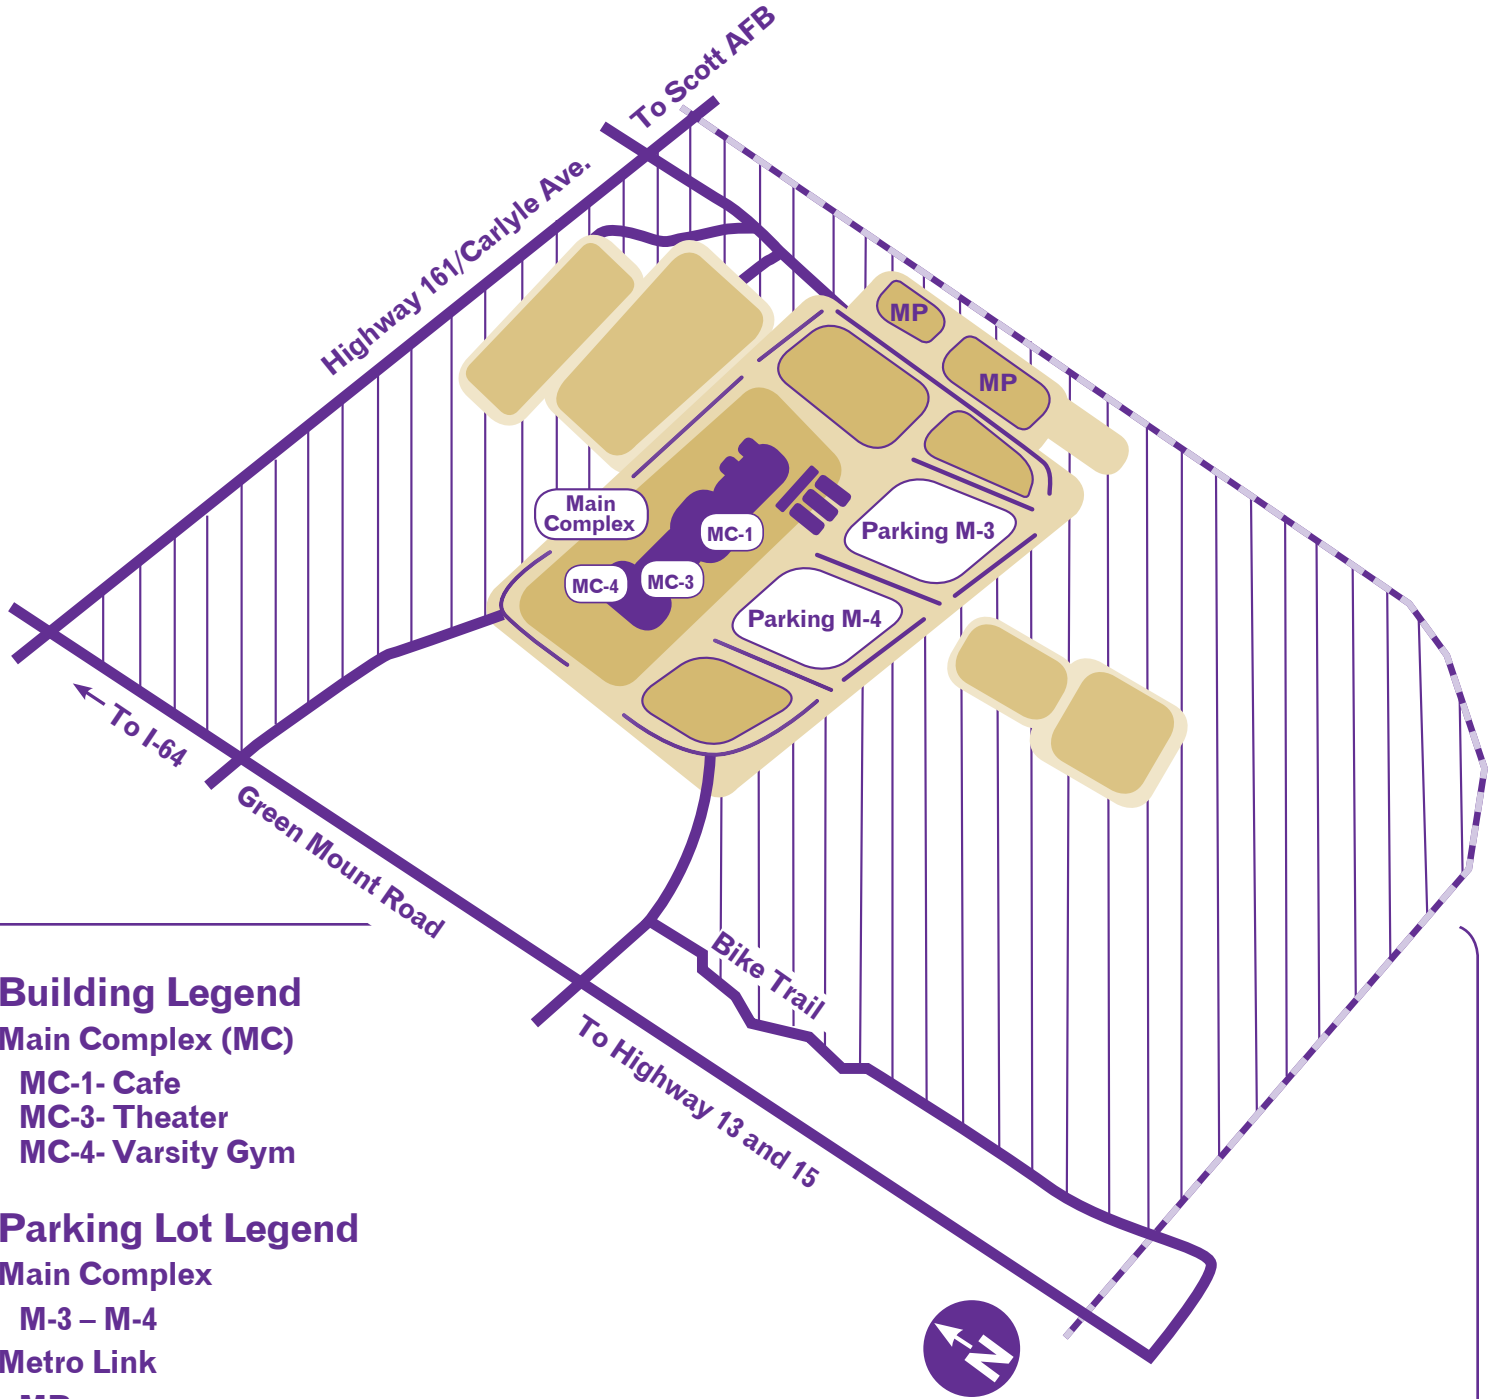 To Scott AFB
Highway 161/Carlyle Ave.
MP
MP
Main
Complex
MC-1
Parking M-3
MC-4
MC-3
Parking M-4
To I-64
Green Mount Road
Bike Trail
To Highway 13 and 15
N
Building Legend
Main Complex (MC)
MC-1- Cafe
MC-3- Theater
MC-4- Varsity Gym
Parking Lot Legend
Main Complex
M-3 – M-4
Metro Link
MP